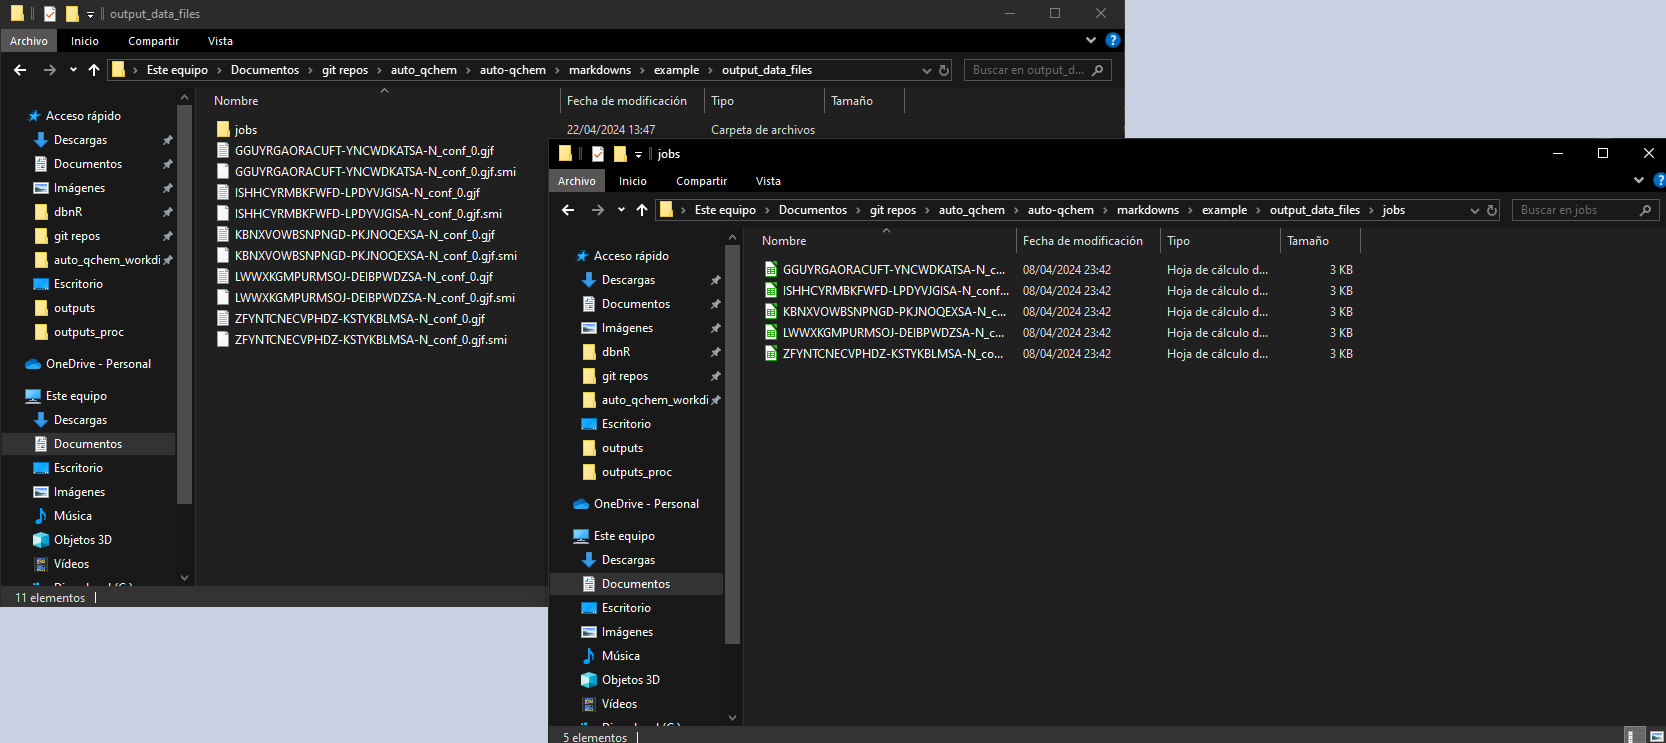 output_data_files
Archivo Inicio Compartir Vista
Este equipo Documentos git repos auto_qchem auto-qchem markdowns example output_data_files
Buscar en output_d...
Acceso rápido
Descargas
Documentos
Imágenes
dbnR
git repos
auto_qchem_workdi
Escritorio
outputs
outputs_proc
OneDrive - Personal
Este equipo
Descargas
Documentos
Escritorio
Imágenes
Música
Objetos 3D
Vídeos
Nombre Fecha de modificación Tipo Tamaño
jobs 22/04/2024 13:47 Carpeta de archivos
GGUYRGAORACUFT-YNCWDKATSA-N_conf_0.gjf
GGUYRGAORACUFT-YNCWDKATSA-N_conf_0.gjf.smi
ISHHCYRMBKFWFD-LPDYVJGISA-N_conf_0.gjf
ISHHCYRMBKFWFD-LPDYVJGISA-N_conf_0.gjf.smi
KBNXVOWBSNPNGD-PKJNOQEXSA-N_conf_0.gjf
KBNXVOWBSNPNGD-PKJNOQEXSA-N_conf_0.gjf.smi
LWWXKGMPURMSOJ-DEIBPWDZSA-N_conf_0.gjf
LWWXKGMPURMSOJ-DEIBPWDZSA-N_conf_0.gjf.smi
ZFYNTCNECVPHDZ-KSTYKBLMSA-N_conf_0.gjf
ZFYNTCNECVPHDZ-KSTYKBLMSA-N_conf_0.gjf.smi
11 elementos
jobs
Archivo Inicio Compartir Vista
Este equipo Documentos git repos auto_qchem auto-qchem markdowns example output_data_files jobs
Buscar en jobs
Acceso rápido
Descargas
Documentos
Imágenes
dbnR
git repos
auto_qchem_workdi
Escritorio
outputs
outputs_proc
OneDrive - Personal
Este equipo
Descargas
Documentos
Escritorio
Imágenes
Música
Objetos 3D
Vídeos
Nombre Fecha de modificación Tipo Tamaño
GGUYRGAORACUFT-YNCWDKATSA-N_c... 08/04/2024 23:42 Hoja de cálculo d... 3 KB
ISHHCYRMBKFWFD-LPDYVJGISA-N_conf... 08/04/2024 23:42 Hoja de cálculo d... 3 KB
KBNXVOWBSNPNGD-PKJNOQEXSA-N_c... 08/04/2024 23:42 Hoja de cálculo d... 3 KB
LWWXKGMPURMSOJ-DEIBPWDZSA-N_c... 08/04/2024 23:42 Hoja de cálculo d... 3 KB
ZFYNTCNECVPHDZ-KSTYKBLMSA-N_co... 08/04/2024 23:42 Hoja de cálculo d... 3 KB
5 elementos